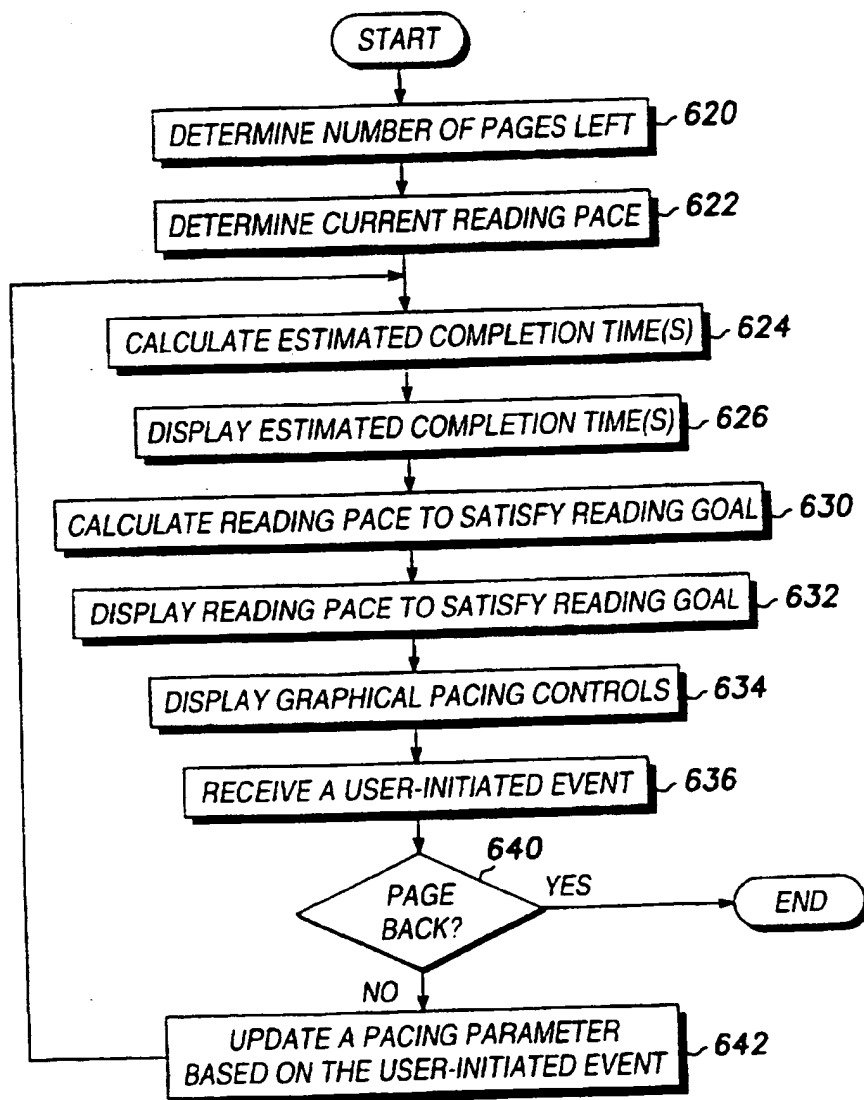 START
DETERMINE NUMBER OF PAGES LEFT 620
DETERMINE CURRENT READING PACE 622
CALCULATE ESTIMATED COMPLETION TIME(S) 624
DISPLAY ESTIMATED COMPLETION TIME(S) 626
CALCULATE READING PACE TO SATISFY READING GOAL 630
DISPLAY READING PACE TO SATISFY READING GOAL 632
DISPLAY GRAPHICAL PACING CONTROLS 634
RECEIVE A USER-INITIATED EVENT 636
640
PAGE
BACK?
YES
END
NO
UPDATE A PACING PARAMETER
BASED ON THE USER-INITIATED EVENT 642